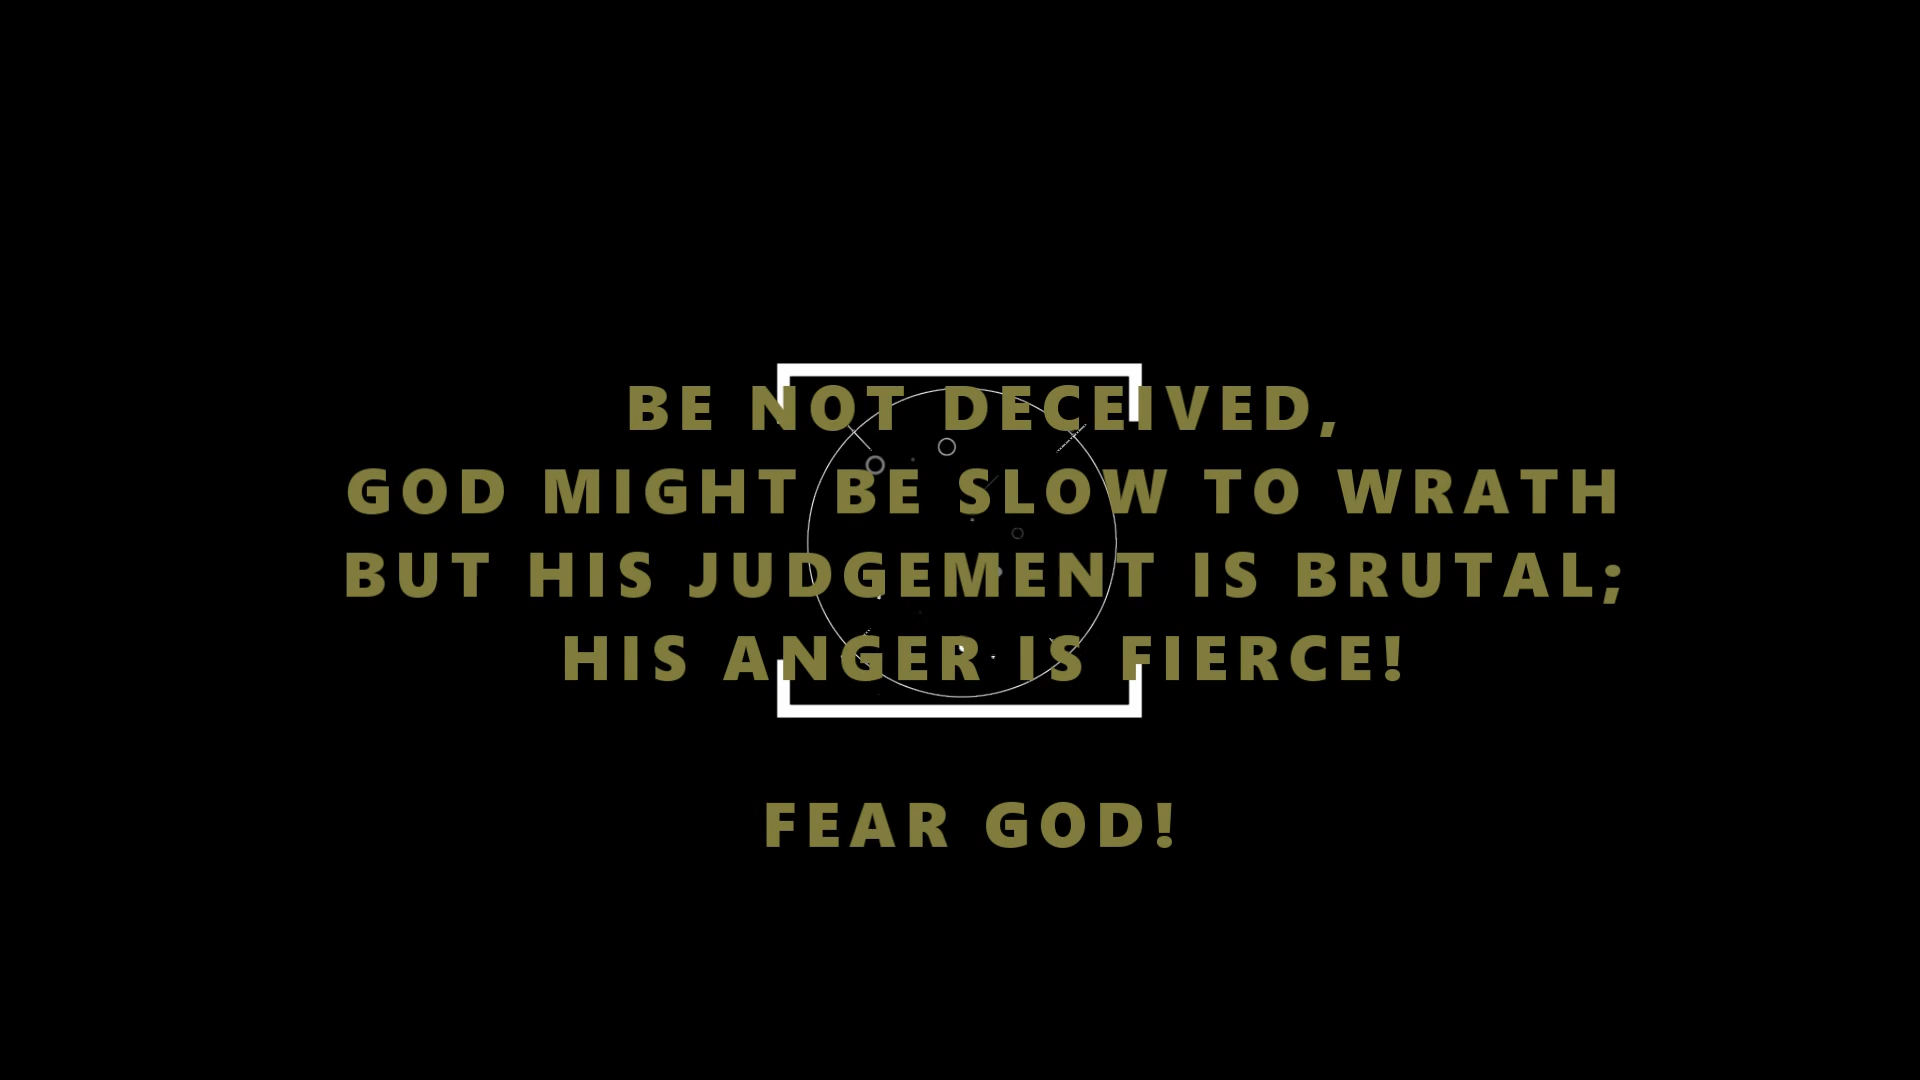 BE NOT DECEIVED,
GOD MIGHT BE SLOW TO WRATH
BUT HIS JUDGEMENT IS BRUTAL;
HIS ANGER IS FIERCE!
FEAR GOD!